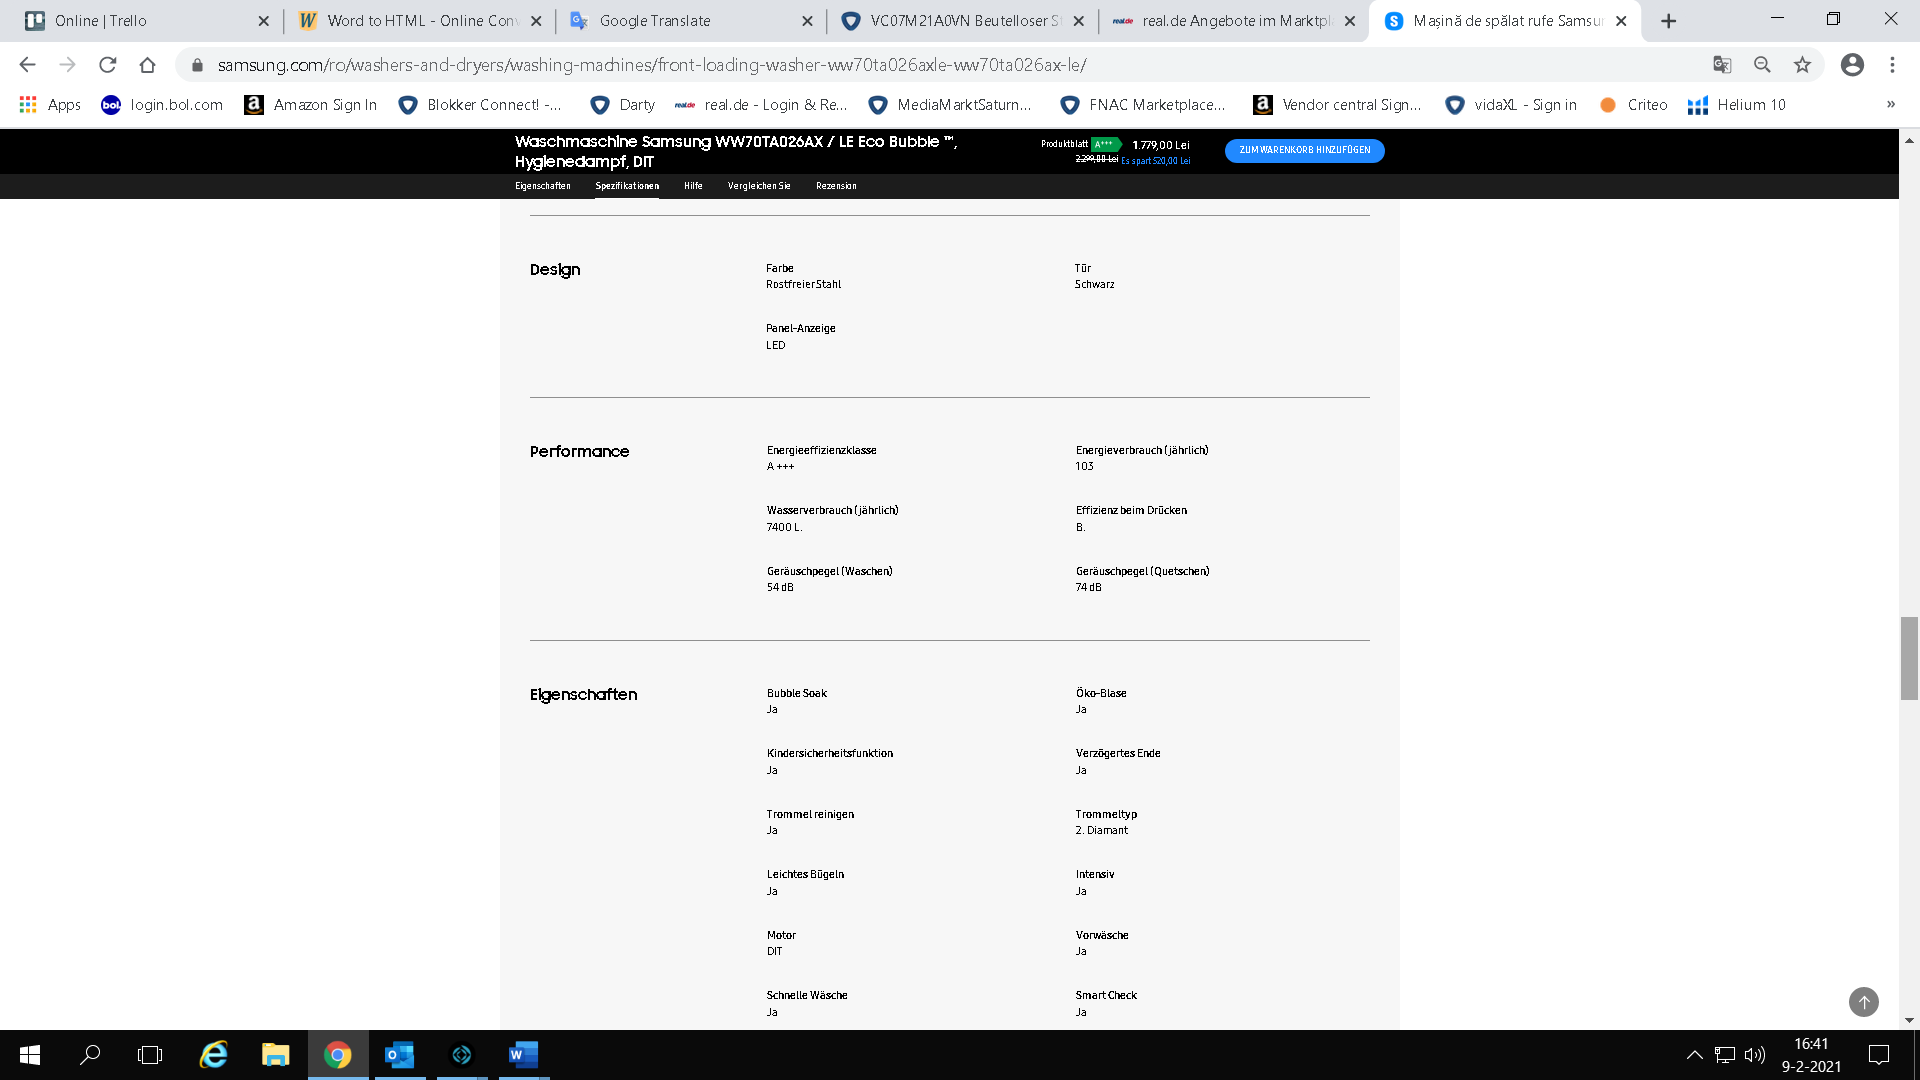 Online | Trello
Word to HTML - Online Conv
Google Translate
VC07M21A0VN Beutelloser St
real.de Angebote im Marktpl
Mașină de spălat rufe Samsun
samsung.com/ro/washers-and-dryers/washing-machines/front-loading-washer-ww70ta026axle-ww70ta026ax-le/
Apps
login.bol.com
Amazon Sign In
Blokker Connect! -...
Darty
real.de - Login & Re...
MediaMarktSaturn...
FNAC Marketplace...
Vendor central Sign...
vidaXL - Sign in
Criteo
Helium 10
»
Waschmaschine Samsung WW70TA026AX / LE Eco Bubble ™,
Hygienedampf, DIT
Produktblatt A+++ 1.779,00 Lei
2.299,00 Lei Es spart 520,00 Lei
ZUM WARENKORB HINZUFÜGEN
Eigenschaften Spezifikationen Hilfe Vergleichen Sie Rezension
Design
Farbe
Rostfreier Stahl
Tür
Schwarz
Panel-Anzeige
LED
Performance
Energieeffizienzklasse
A +++
Energieverbrauch (jährlich)
103
Wasserverbrauch (jährlich)
7400 L.
Effizienz beim Drücken
B.
Geräuschpegel (Waschen)
54 dB
Geräuschpegel (Quetschen)
74 dB
Eigenschaften
Bubble Soak
Ja
Öko-Blase
Ja
Kindersicherheitsfunktion
Ja
Verzögertes Ende
Ja
Trommel reinigen
Ja
Trommeltyp
2. Diamant
Leichtes Bügeln
Ja
Intensiv
Ja
Motor
DIT
Vorwäsche
Ja
Schnelle Wäsche
Ja
Smart Check
Ja
16:41
9-2-2021